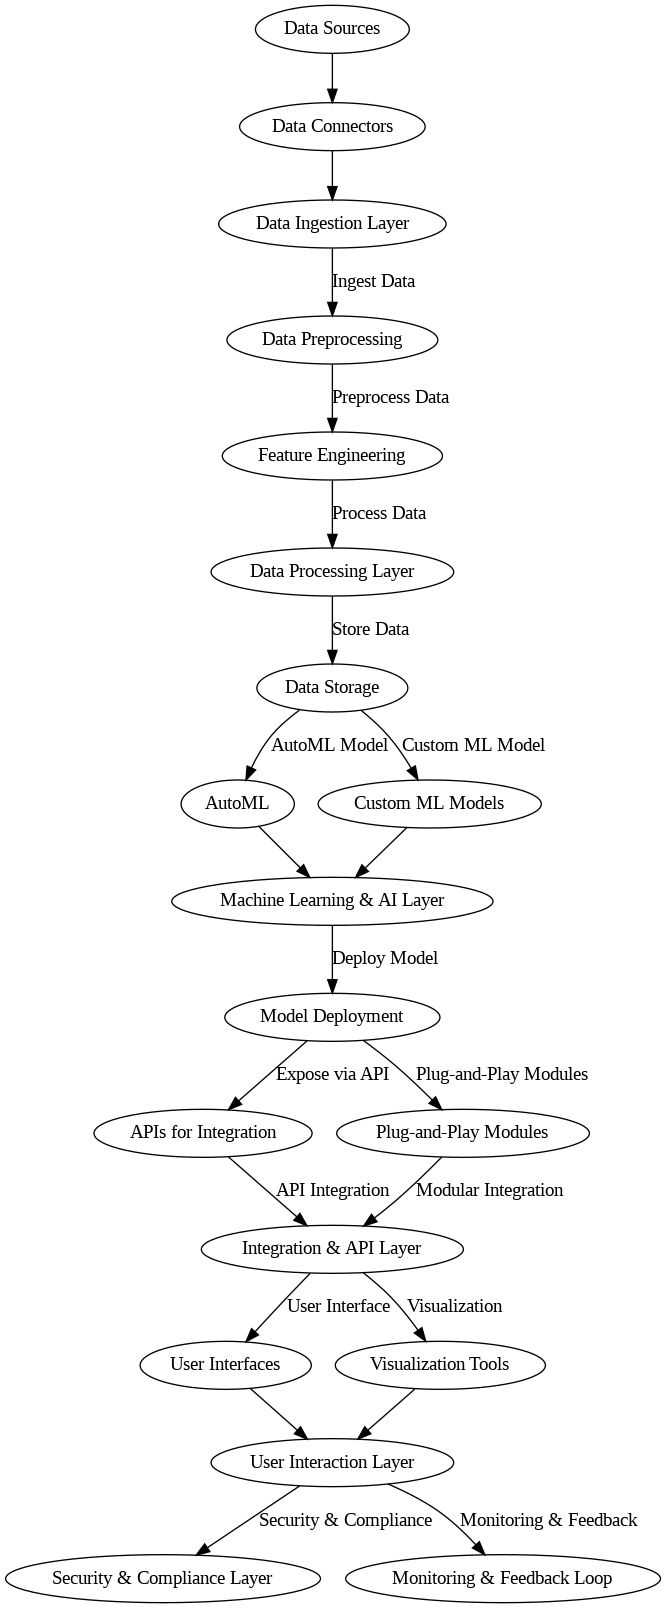 Data Sources
Data Connectors
Data Ingestion Layer
Ingest Data
Data Preprocessing
Preprocess Data
Feature Engineering
Process Data
Data Processing Layer
Store Data
Data Storage
AutoML Model
Custom ML Model
AutoML
Custom ML Models
Machine Learning & AI Layer
Deploy Model
Model Deployment
Expose via API
Plug-and-Play Modules
APIs for Integration
Plug-and-Play Modules
API Integration
Modular Integration
Integration & API Layer
User Interface
Visualization
User Interfaces
Visualization Tools
User Interaction Layer
Security & Compliance
Monitoring & Feedback
Security & Compliance Layer
Monitoring & Feedback Loop